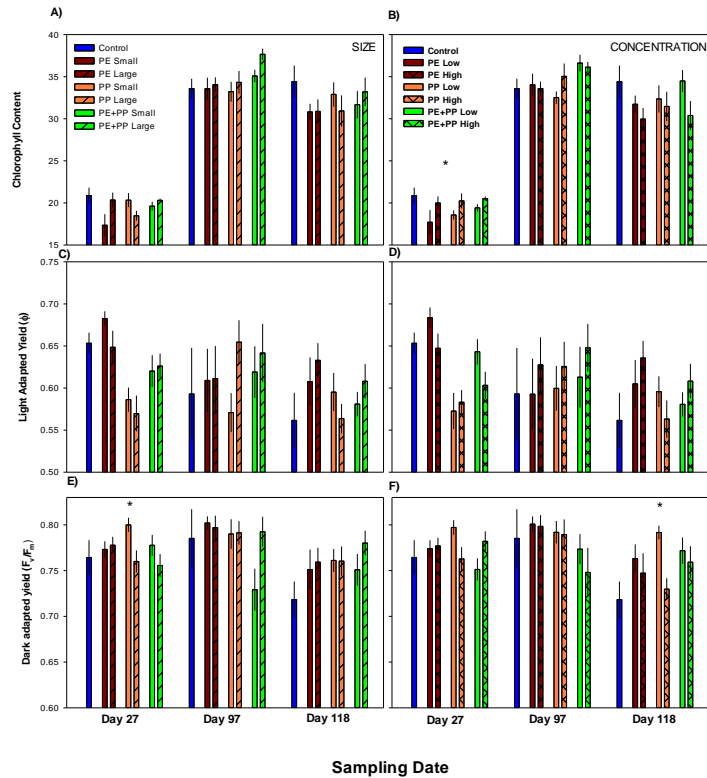 A)
SIZE
Control
PE Small
PE Large
PP Small
PP Large
PE+PP Small
PE+PP Large
40
35
30
25
20
15
Chlorophyll Content
B)
CONCENTRATION
Control
PE Low
PE High
PP Low
PP High
PE+PP Low
PE+PP High
*
C)
0.75
0.70
0.65
0.60
0.55
0.50
Light Adapted Yield (ϕ)
D)
E)
*
0.80
0.75
0.70
0.65
0.60
Dark adapted yield (Fv/Fm)
F)
*
Day 27 Day 97 Day 118
Day 27 Day 97 Day 118
Sampling Date